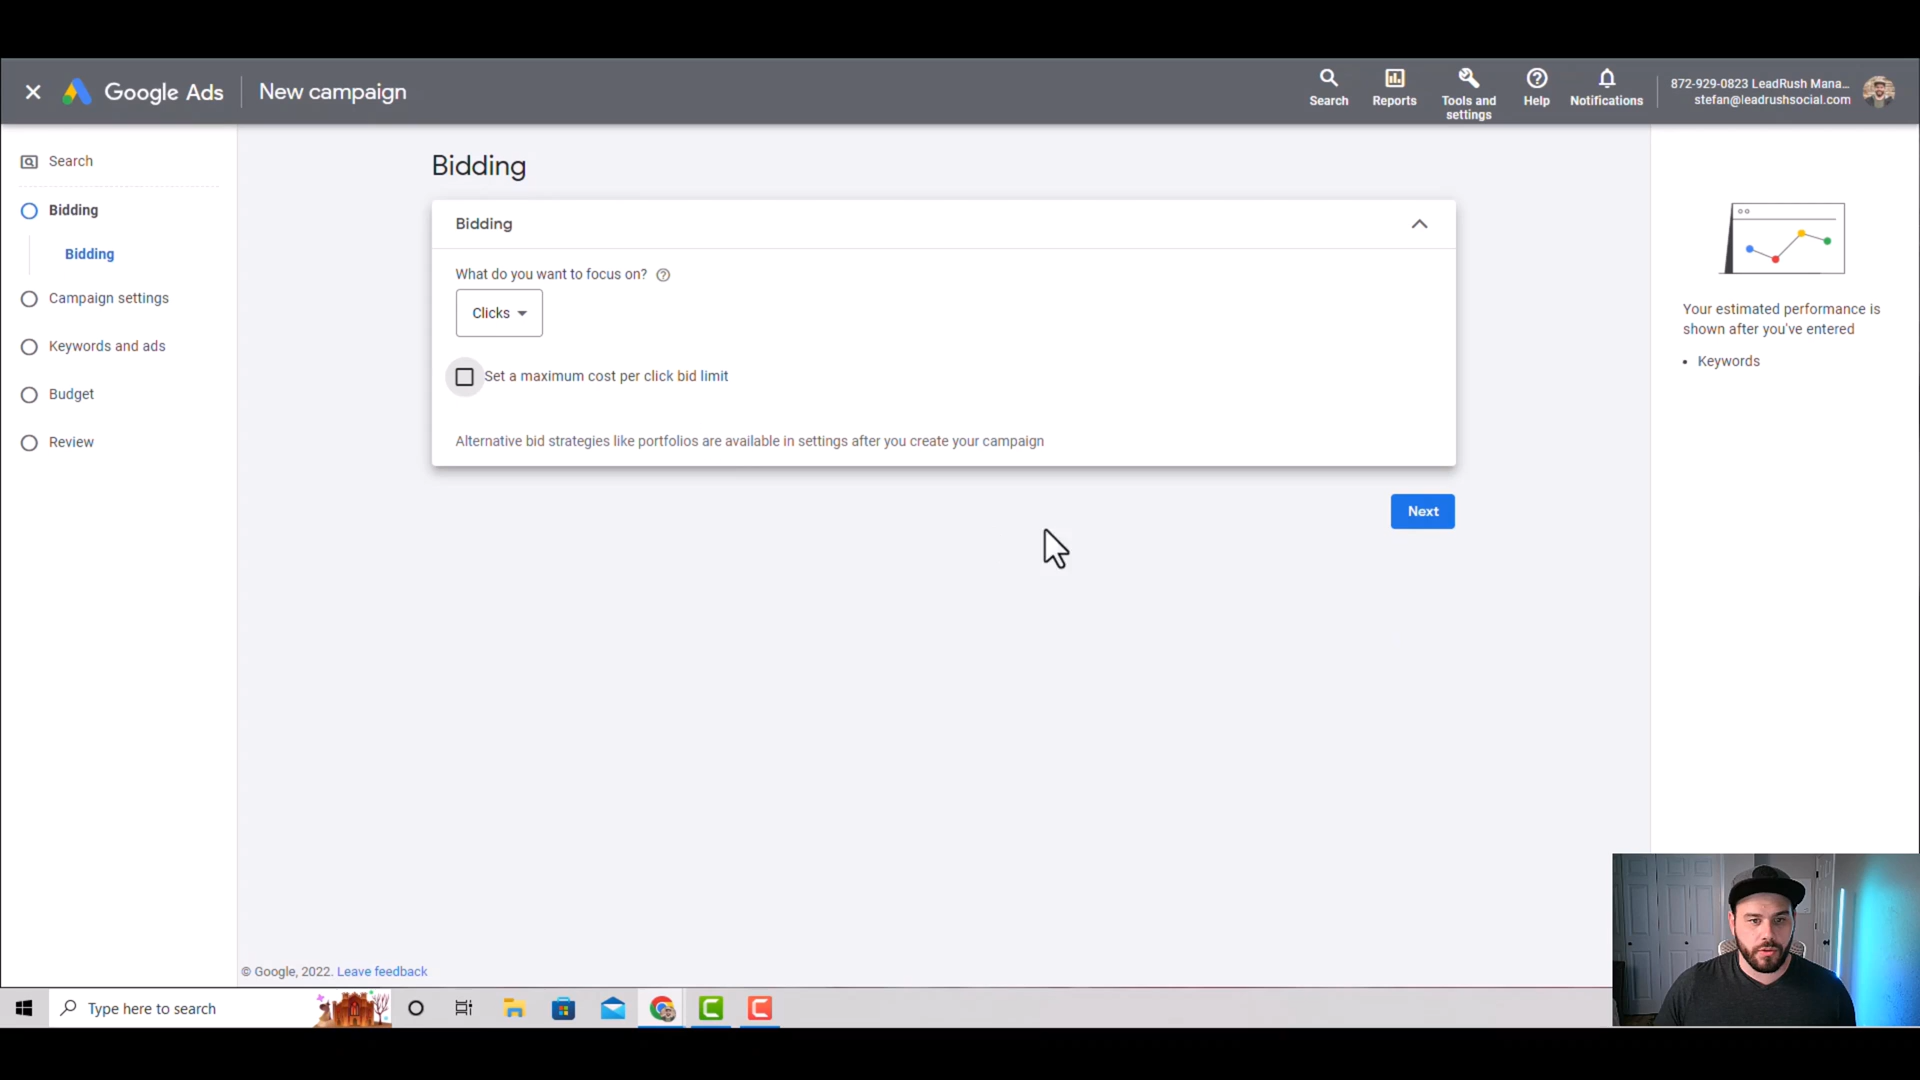 Google Ads
New campaign
Search
Reports
Tools and
settings
Help
Notifications
872-929-0823 LeadRush Mana...
stefan@leadrushsocial.com
Search
Bidding
Bidding
Campaign settings
Keywords and ads
Budget
Review
Bidding
Bidding
What do you want to focus on?
Clicks
Set a maximum cost per click bid limit
Alternative bid strategies like portfolios are available in settings after you create your campaign
Next
Your estimated performance is
shown after you've entered
• Keywords
© Google, 2022. Leave feedback
Type here to search